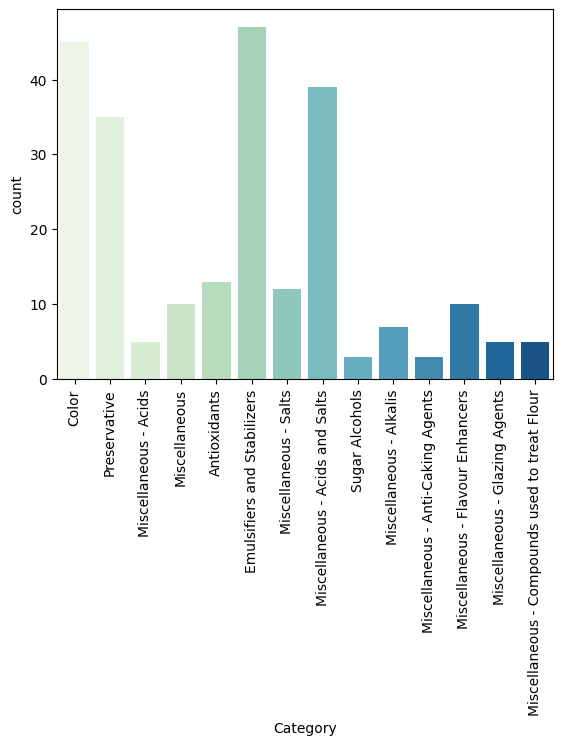 count
40
30
20
10
0
Color
Preservative
Miscellaneous - Acids
Miscellaneous
Antioxidants
Emulsifiers and Stabilizers
Miscellaneous - Salts
Miscellaneous - Acids and Salts
Sugar Alcohols
Miscellaneous - Alkalis
Miscellaneous - Anti-Caking Agents
Miscellaneous - Flavour Enhancers
Miscellaneous - Glazing Agents
Miscellaneous - Compounds used to treat Flour
Category